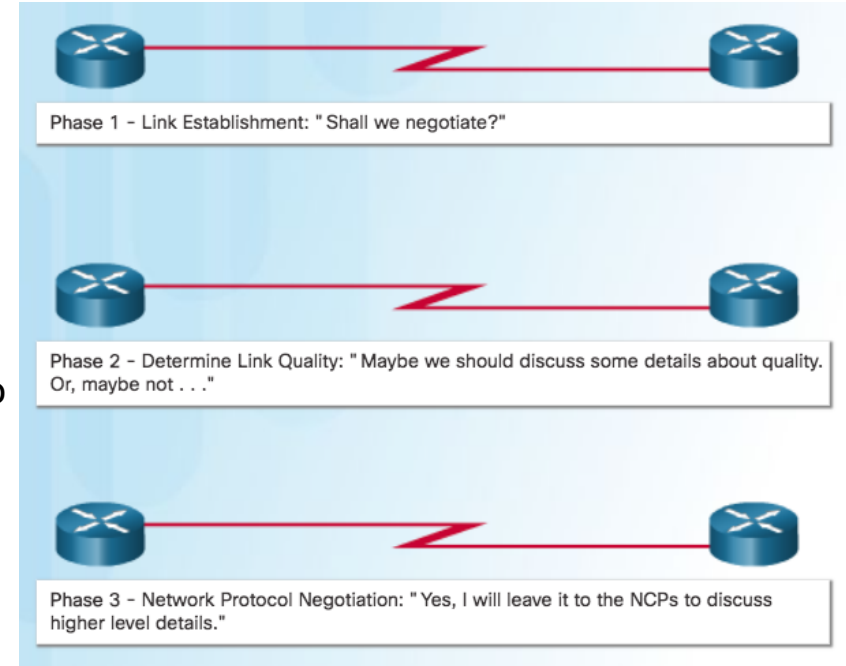 Phase 1 - Link Establishment: "Shall we negotiate?"
Phase 2 - Determine Link Quality: "Maybe we should discuss some details about quality.
Or, maybe not . . ."
Phase 3 - Network Protocol Negotiation: "Yes, I will leave it to the NCPs to discuss
higher level details."